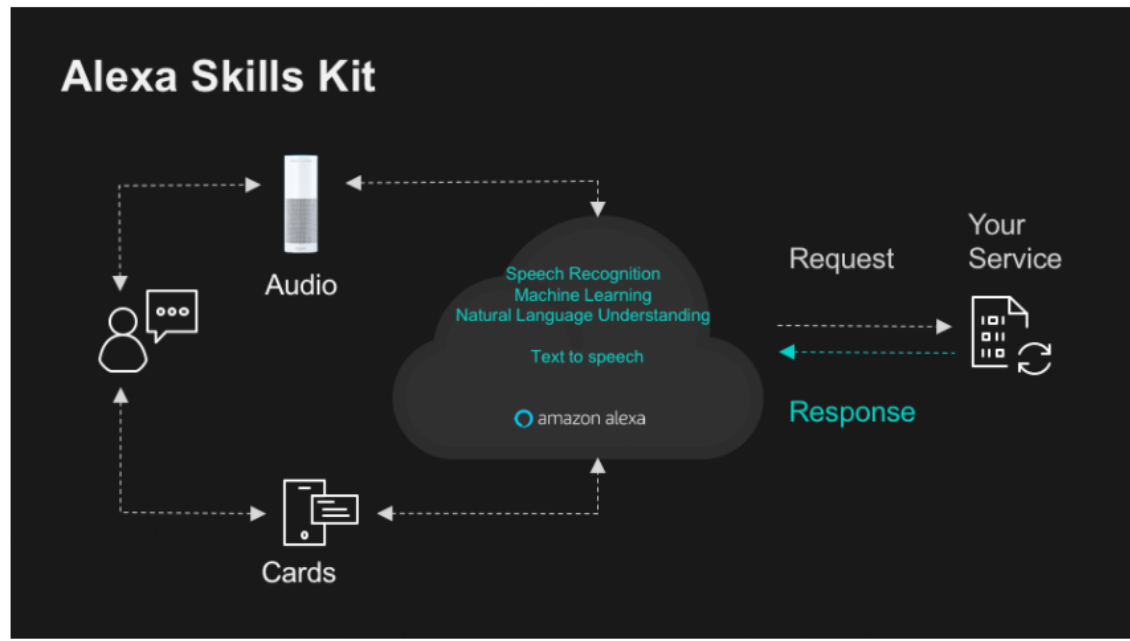 Alexa Skills Kit
Audio
Speech Recognition
Machine Learning
Natural Language Understanding
Text to speech
amazon alexa
Request
Response
Your
Service
Cards